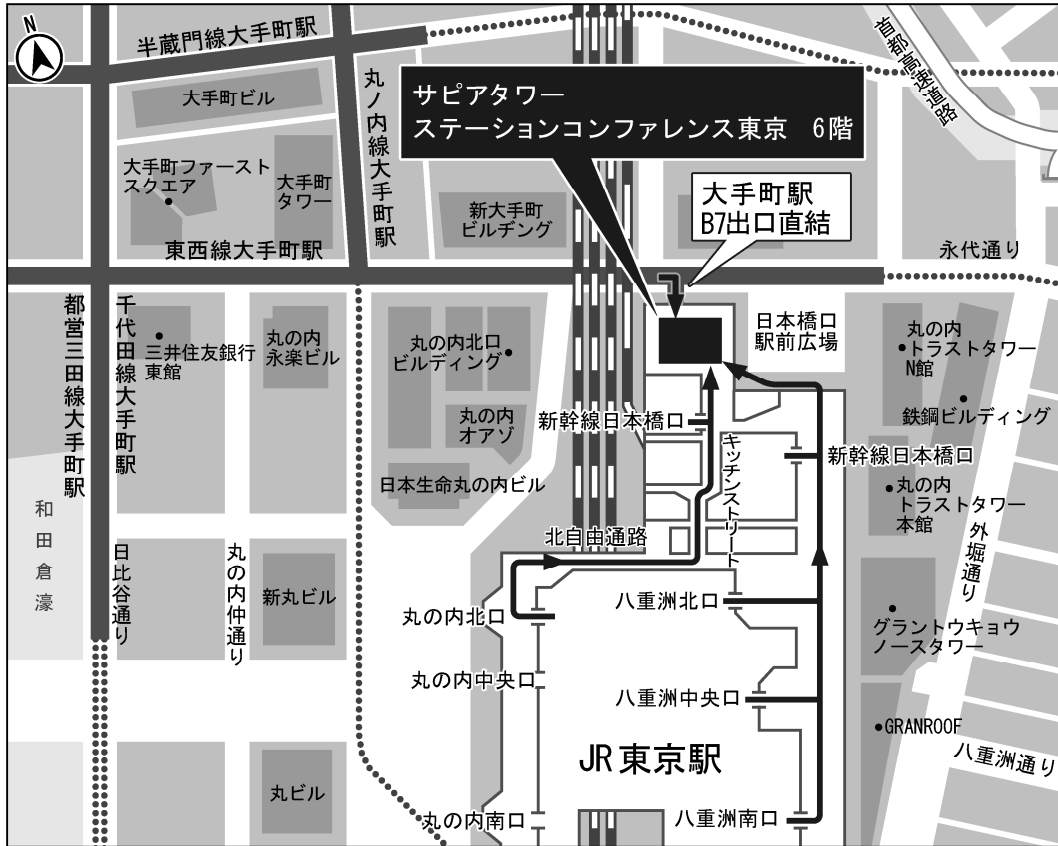 N
半蔵門線大手町駅
首都高速道路
大手町ビル
丸ノ内線大手町駅
サピアタワー
ステーションコンファレンス東京 6階
大手町ファースト
スクエア
大手町
タワー
新大手町
ビルヂング
大手町駅
B7出口直結
東西線大手町駅
永代通り
都営三田線大手町駅
千代田線大手町駅
三井住友銀行
東館
丸の内
永楽ビル
丸の内北口
ビルディング
日本橋口
駅前広場
丸の内
トラストタワー
N館
鉄鋼ビルディング
丸の内
オアゾ
新幹線日本橋口
キッチンストリート
新幹線日本橋口
日本生命丸の内ビル
丸の内
トラストタワー
本館
和田倉濠
北自由通路
外堀通り
日比谷通り
丸の内仲通り
新丸ビル
丸の内北口
八重洲北口
グラントウキョウ
ノースタワー
丸の内中央口
八重洲中央口
GRANROOF
JR東京駅
八重洲通り
丸ビル
丸の内南口
八重洲南口